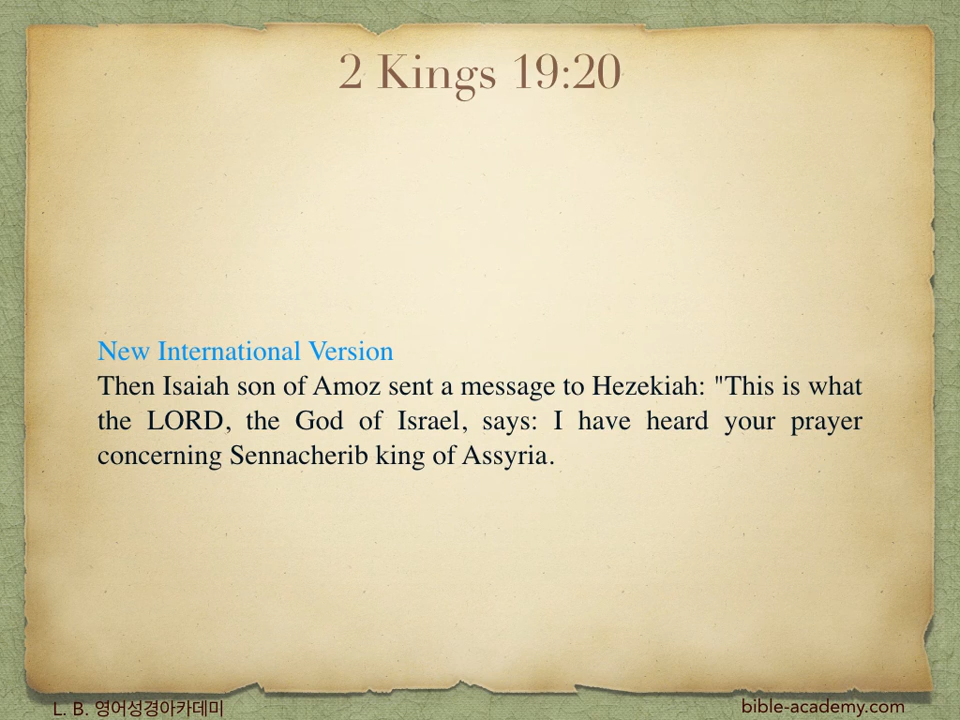 2 Kings 19:20
New International Version
Then Isaiah son of Amoz sent a message to Hezekiah: "This is what
the LORD, the God of Israel, says: I have heard your prayer
concerning Sennacherib king of Assyria.
L. B. 영어성경아카데미
bible-academy.com